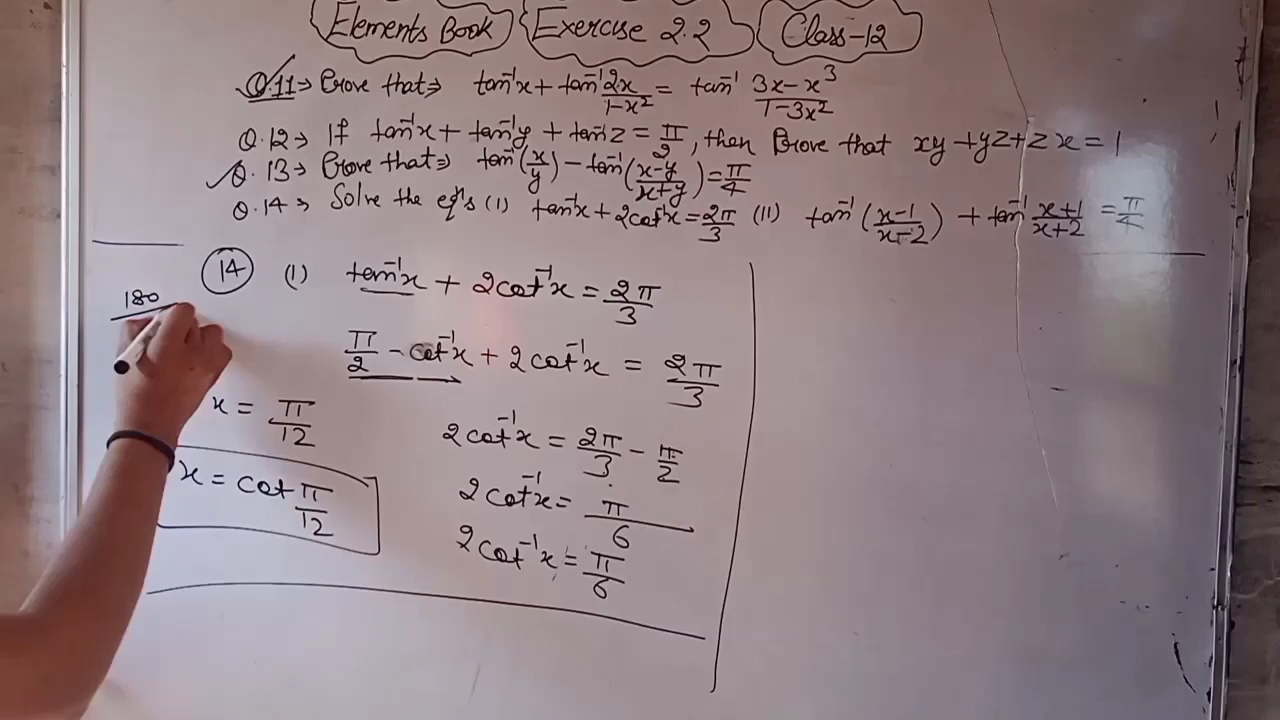 Elements Book Exercise 2.2 Class-12
Q.11⇒ Prove that⇒ tan⁻¹x + tan⁻¹ 2x/1-x² = tan⁻¹ 3x-x³/1-3x²
Q.12⇒ If tan⁻¹x + tan⁻¹y + tan⁻¹z = π/2, then Prove that xy+yz+zx=1
Q.13⇒ Prove that⇒ tan⁻¹(x/y) - tan⁻¹(x-y/x+y) = π/4
Q.14⇒ Solve the eqⁿs (I) tan⁻¹x + 2cot⁻¹x = 2π/3 (II) tan⁻¹(x-1/x-2) + tan⁻¹ x+1/x+2 = π/4
14 (I) tan⁻¹x + 2cot⁻¹x = 2π/3
180
π/2 - cot⁻¹x + 2cot⁻¹x = 2π/3
2cot⁻¹x = 2π/3 - π/2
2cot⁻¹x = π/6
2cot⁻¹x = π/6
x = π/12
x = cot π/12